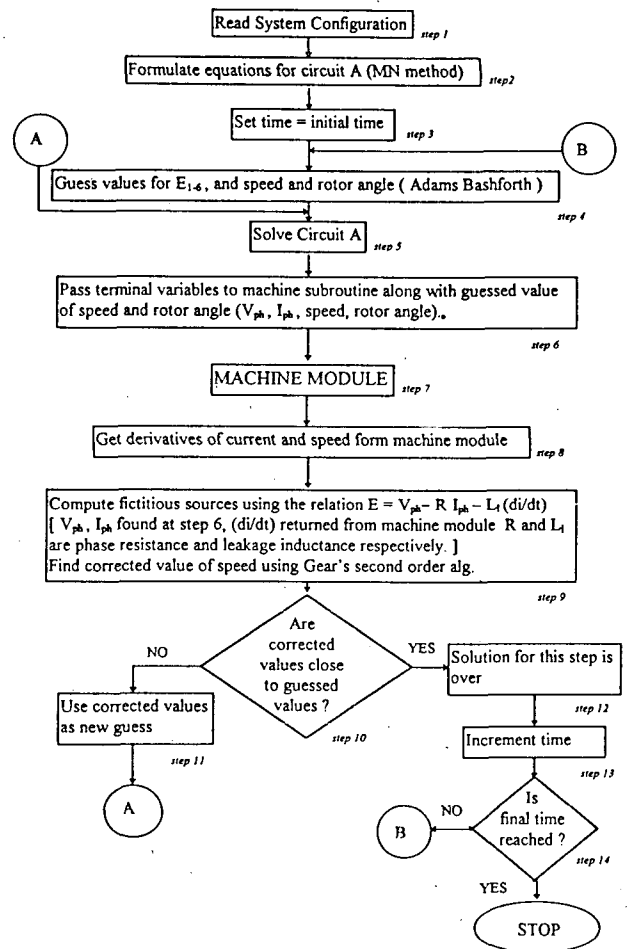 Read System Configuration
step 1
Formulate equations for circuit A (MN method)
step2
Set time = initial time
step 3
A
B
Guess values for E1-6, and speed and rotor angle ( Adams Bashforth )
step 4
Solve Circuit A
step 5
Pass terminal variables to machine subroutine along with guessed value
of speed and rotor angle (Vph, Iph, speed, rotor angle).
step 6
MACHINE MODULE
step 7
Get derivatives of current and speed form machine module
step 8
Compute fictitious sources using the relation E = Vph – R Iph – Ll (di/dt)
[ Vph, Iph found at step 6, (di/dt) returned from machine module R and Ll
are phase resistance and leakage inductance respectively. ]
Find corrected value of speed using Gear's second order alg.
step 9
Are
corrected
values close
to guessed
values ?
step 10
NO
YES
Use corrected values
as new guess
step 11
A
Solution for this step is
over
step 12
Increment time
step 13
Is
final time
reached ?
step 14
NO
B
YES
STOP